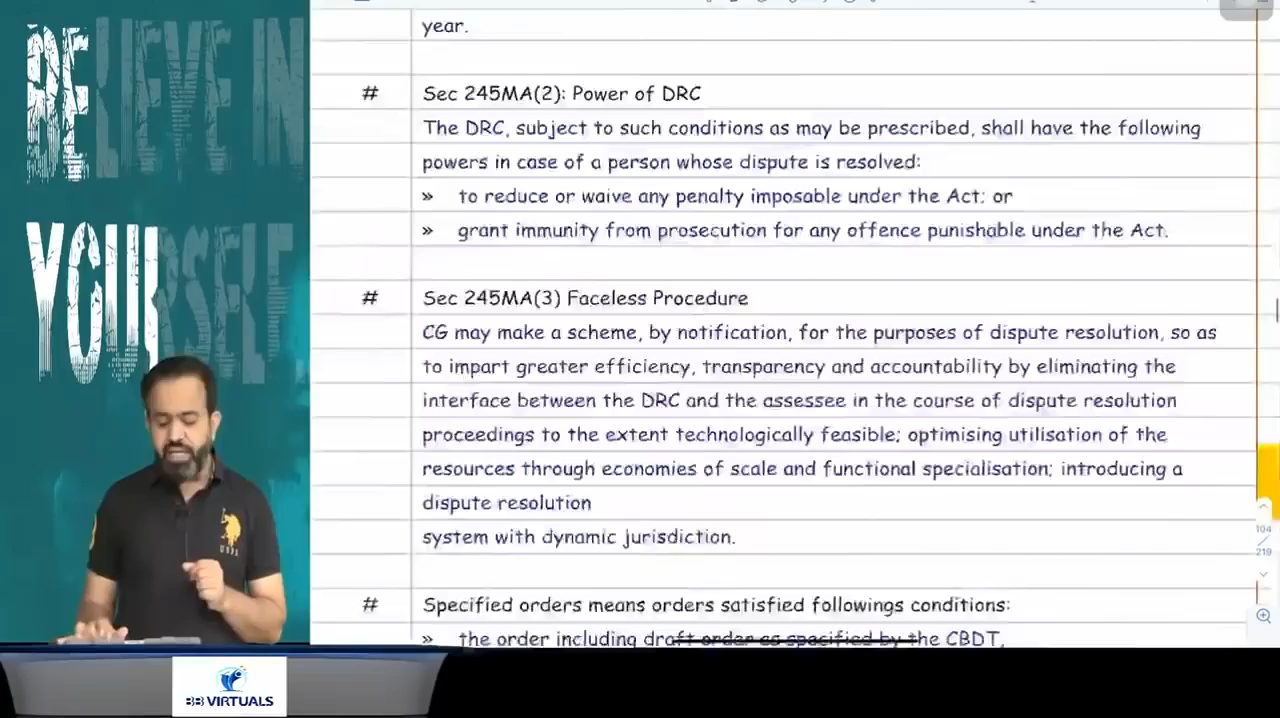 BELIEVE IN
YOURSELF
year.
# Sec 245MA(2): Power of DRC
The DRC, subject to such conditions as may be prescribed, shall have the following
powers in case of a person whose dispute is resolved:
» to reduce or waive any penalty imposable under the Act; or
» grant immunity from prosecution for any offence punishable under the Act.
# Sec 245MA(3) Faceless Procedure
CG may make a scheme, by notification, for the purposes of dispute resolution, so as
to impart greater efficiency, transparency and accountability by eliminating the
interface between the DRC and the assessee in the course of dispute resolution
proceedings to the extent technologically feasible; optimising utilisation of the
resources through economies of scale and functional specialisation; introducing a
dispute resolution
system with dynamic jurisdiction.
# Specified orders means orders satisfied followings conditions:
» the order including draft order as specified by the CBDT,
104
219
USPA
BB VIRTUALS